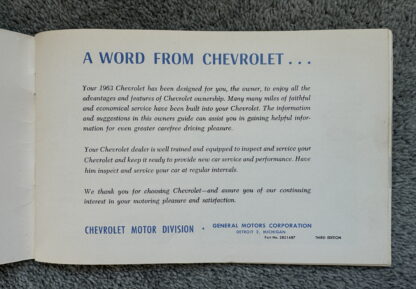 A WORD FROM CHEVROLET . . .
Your 1963 Chevrolet has been designed for you, the owner, to enjoy all the
advantages and features of Chevrolet ownership. Many many miles of faithful
and economical service have been built into your Chevrolet. The information
and suggestions in this owners guide can assist you in gaining helpful infor-
mation for even greater carefree driving pleasure.
Your Chevrolet dealer is well trained and equipped to inspect and service your
Chevrolet and keep it ready to provide new car service and performance. Have
him inspect and service your car at regular intervals.
We thank you for choosing Chevrolet—and assure you of our continuing
interest in your motoring pleasure and satisfaction.
CHEVROLET MOTOR DIVISION • GENERAL MOTORS CORPORATION
DETROIT 2, MICHIGAN
Part No. THIRD EDITION